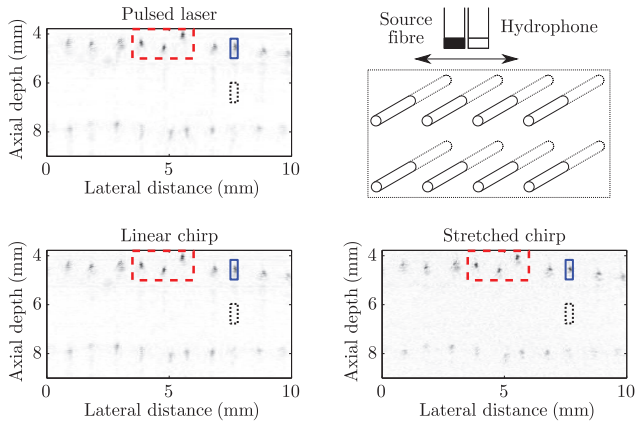 Pulsed laser
4
6
8
Axial depth (mm)
0
5
10
Lateral distance (mm)
Source
fibre
Hydrophone
Linear chirp
4
6
8
Axial depth (mm)
0
5
10
Lateral distance (mm)
Stretched chirp
4
6
8
Axial depth (mm)
0
5
10
Lateral distance (mm)